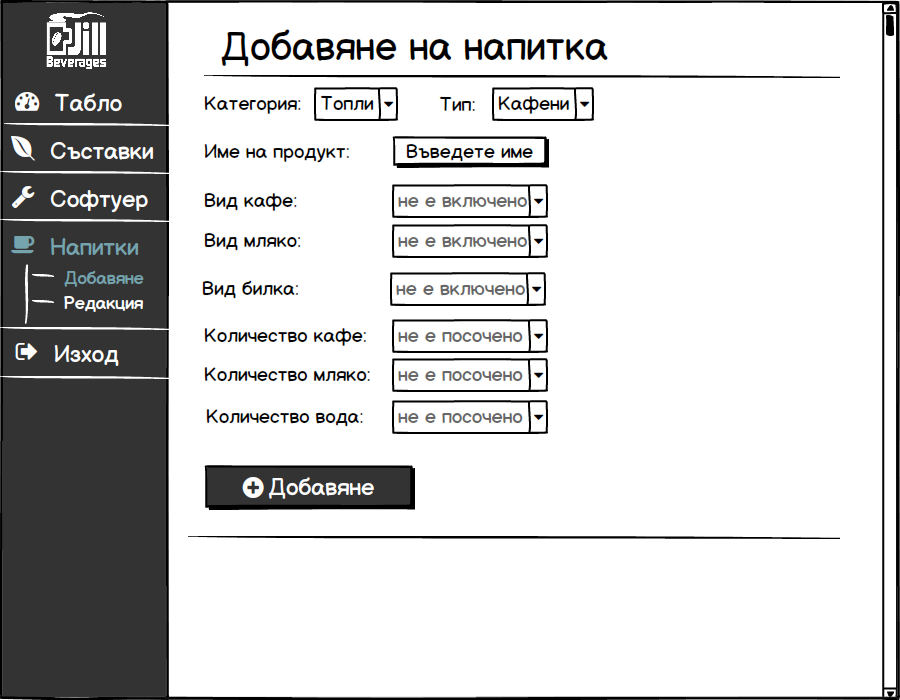 Jill
Beverages
Табло
Съставки
Софтуер
Напитки
Добавяне
Редакция
Изход
Добавяне на напитка
Категория: Топли Тип: Кафени
Име на продукт: Въведете име
Вид кафе: не е включено
Вид мляко: не е включено
Вид билка: не е включено
Количество кафе: не е посочено
Количество мляко: не е посочено
Количество вода: не е посочено
Добавяне